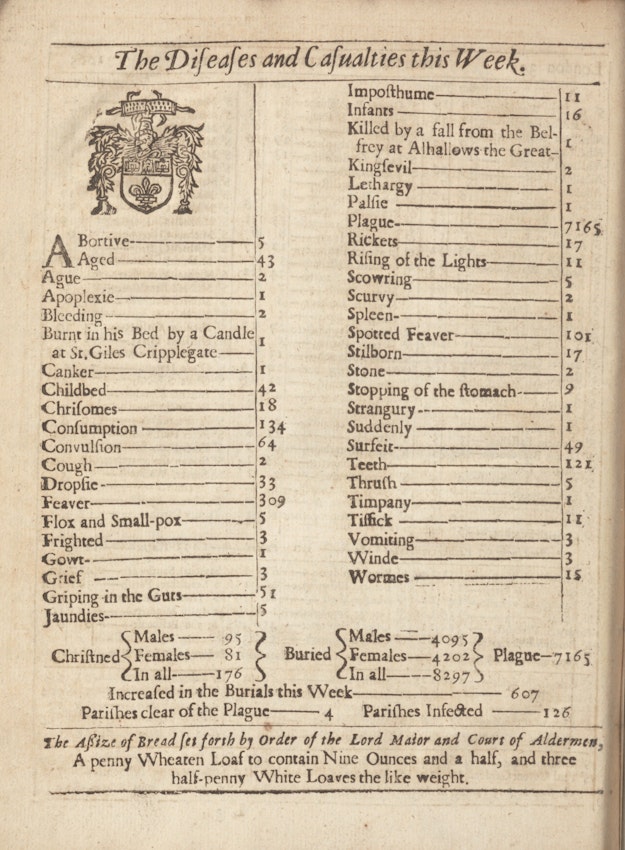 The Diſeaſes and Caſualties this Week.
ABortive 5
Aged 43
Ague 2
Apoplexie 1
Bleeding 2
Burnt in his Bed by a Candle
at St. Giles Cripplegate 1
Canker 1
Childbed 42
Chriſomes 18
Conſumption 134
Convulſion 64
Cough 2
Dropſie 33
Feaver 309
Flox and Small-pox 5
Frighted 3
Gowt 1
Grief 3
Griping in the Guts 51
Jaundies 5
Impoſthume 11
Infants 16
Killed by a fall from the Bel-
frey at Alhallows the Great 1
Kingſevil 2
Lethargy 1
Palſie 1
Plague 7165
Rickets 17
Riſing of the Lights 11
Scowring 5
Scurvy 2
Spleen 1
Spotted Feaver 101
Stilborn 17
Stone 2
Stopping of the ſtomach 9
Strangury 1
Suddenly 1
Surfeit 49
Teeth 121
Thruſh 5
Timpany 1
Tiſſick 11
Vomiting 3
Winde 3
Wormes 15
Males 95 Males 4095
Chriſtned Females 81 Buried Females 4202 Plague 7165
In all 176 In all 8297
Increaſed in the Burials this Week 607
Pariſhes clear of the Plague 4 Pariſhes Infected 126
The Aſſize of Bread ſet forth by Order of the Lord Maior and Court of Aldermen,
A penny Wheaten Loaf to contain Nine Ounces and a half, and three
half-penny White Loaves the like weight.